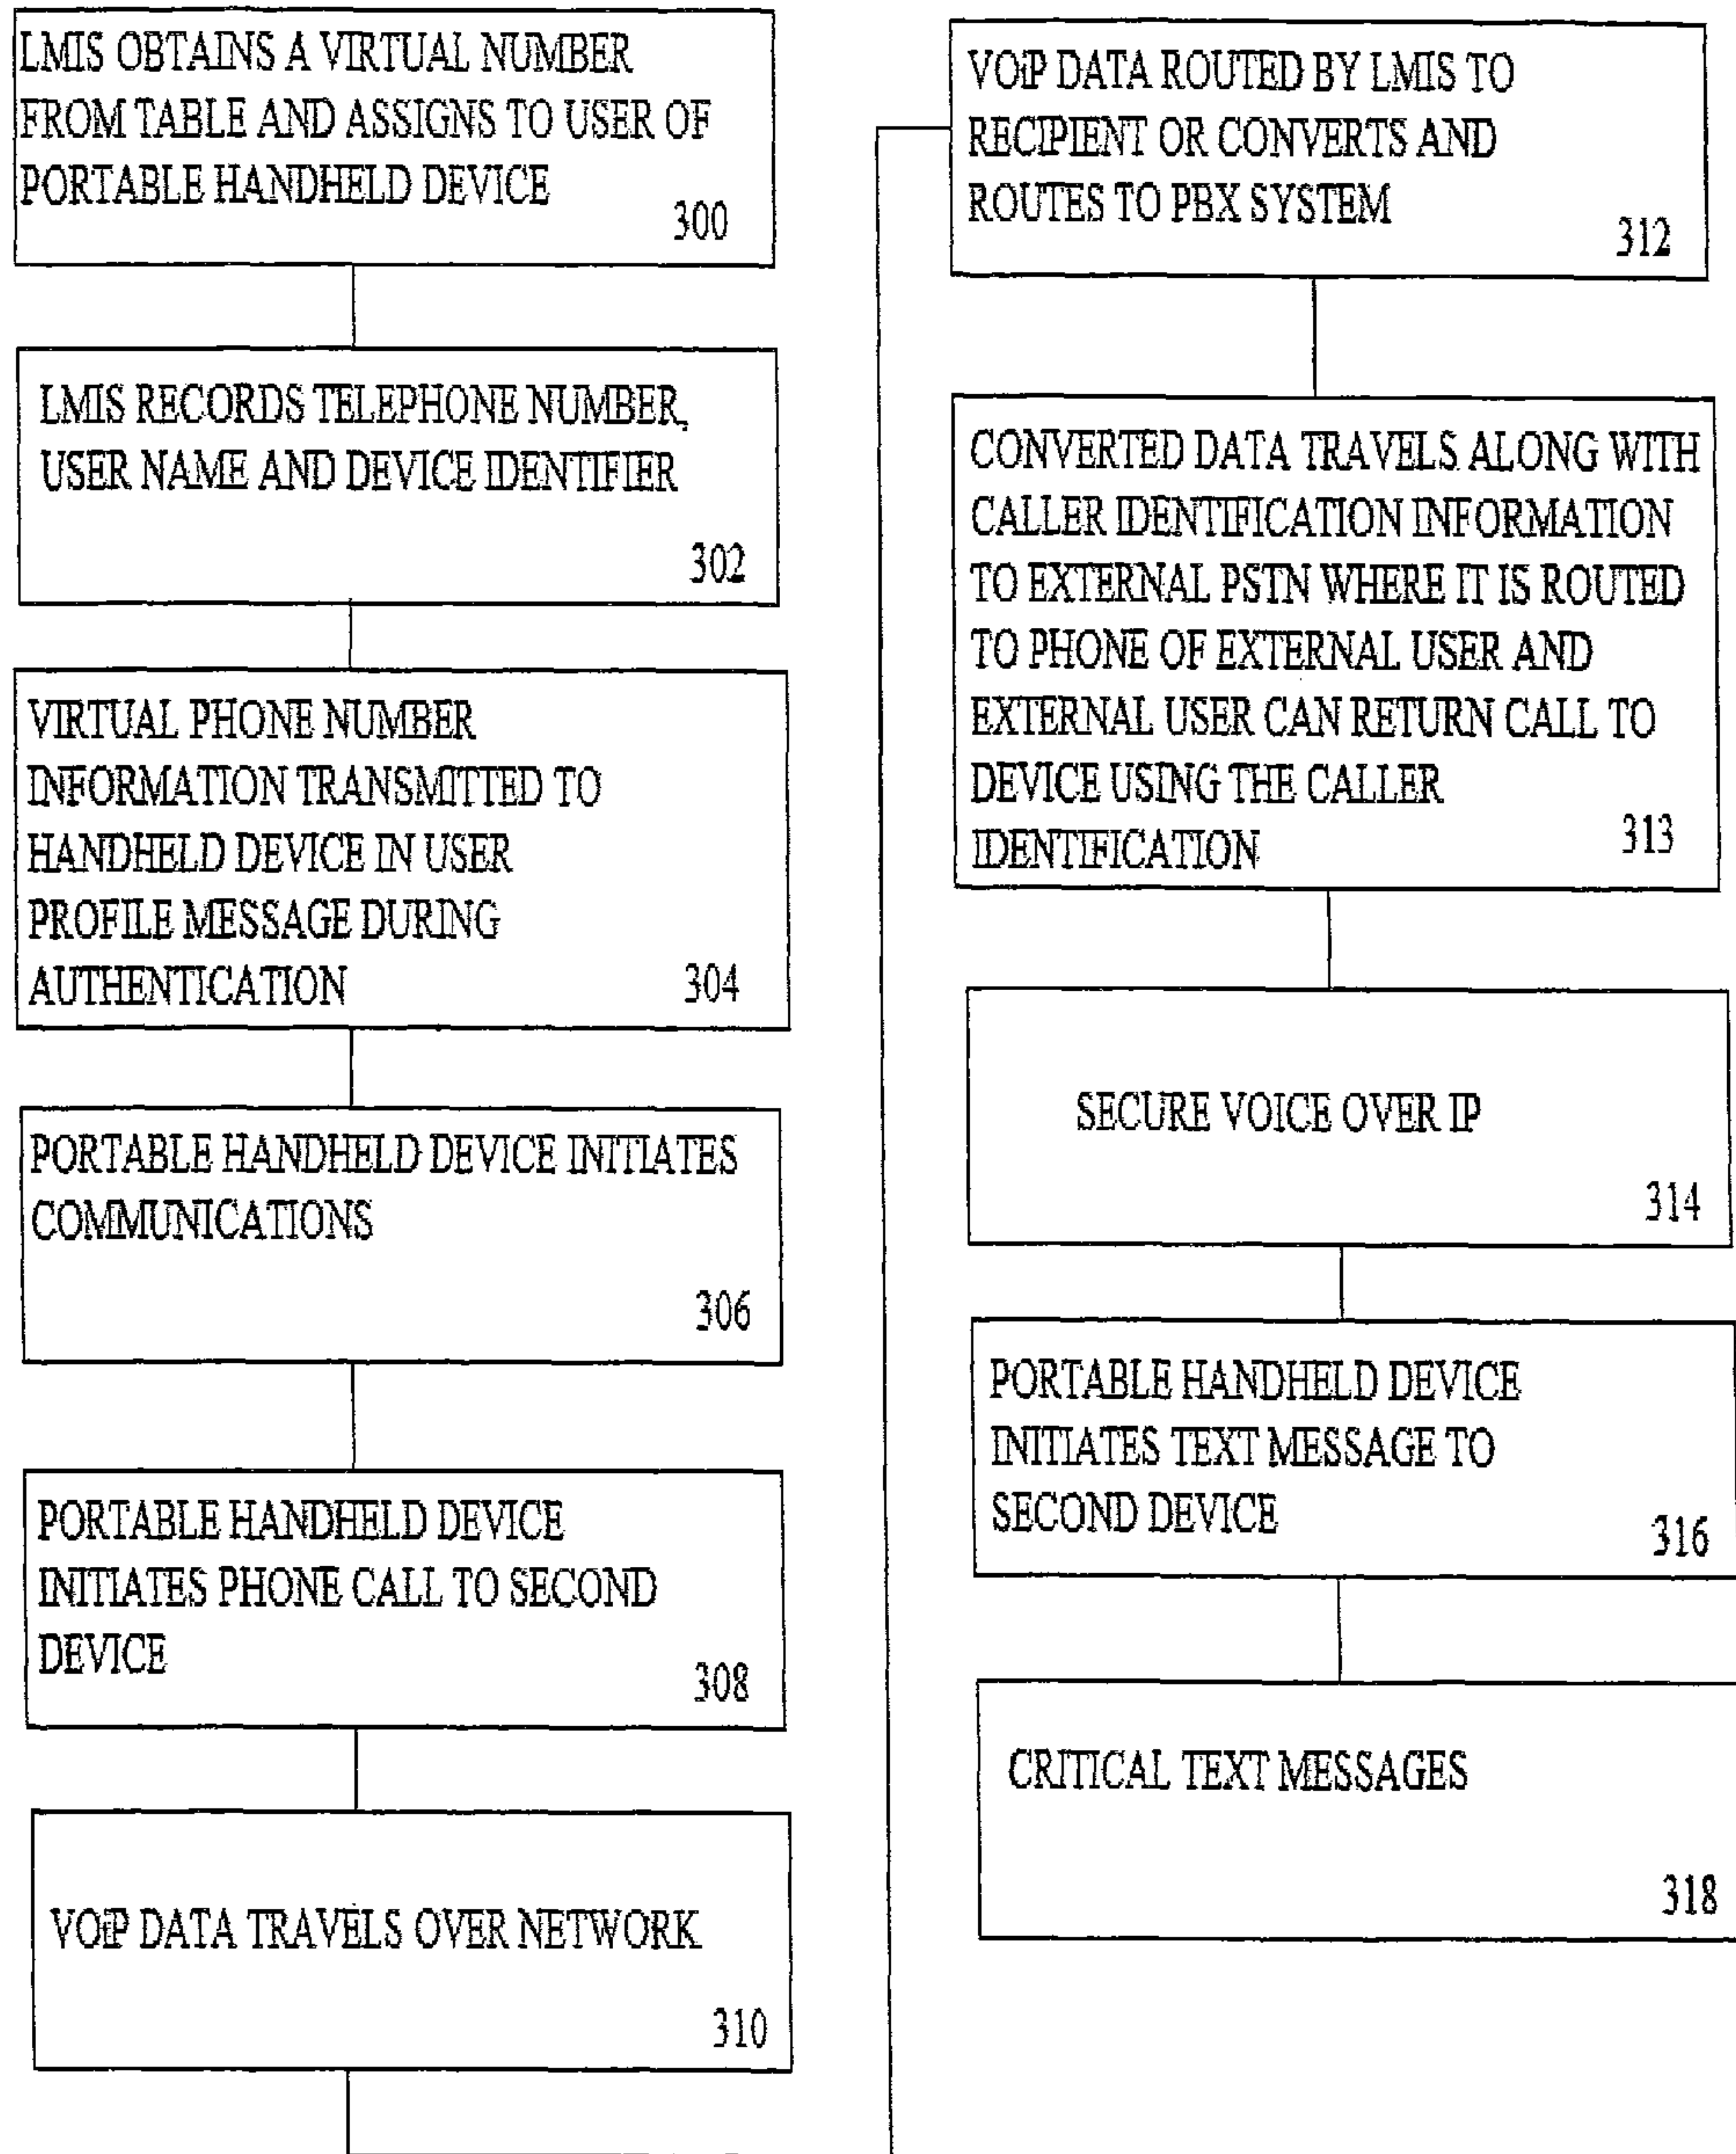 LMIS OBTAINS A VIRTUAL NUMBER
FROM TABLE AND ASSIGNS TO USER OF
PORTABLE HANDHELD DEVICE
300
LMIS RECORDS TELEPHONE NUMBER,
USER NAME AND DEVICE IDENTIFIER
302
VIRTUAL PHONE NUMBER
INFORMATION TRANSMITTED TO
HANDHELD DEVICE IN USER
PROFILE MESSAGE DURING
AUTHENTICATION
304
PORTABLE HANDHELD DEVICE INITIATES
COMMUNICATIONS
306
PORTABLE HANDHELD DEVICE
INITIATES PHONE CALL TO SECOND
DEVICE
308
VOiP DATA TRAVELS OVER NETWORK
310
VOiP DATA ROUTED BY LMIS TO
RECIPIENT OR CONVERTS AND
ROUTES TO PBX SYSTEM
312
CONVERTED DATA TRAVELS ALONG WITH
CALLER IDENTIFICATION INFORMATION
TO EXTERNAL PSTN WHERE IT IS ROUTED
TO PHONE OF EXTERNAL USER AND
EXTERNAL USER CAN RETURN CALL TO
DEVICE USING THE CALLER
IDENTIFICATION
313
SECURE VOICE OVER IP
314
PORTABLE HANDHELD DEVICE
INITIATES TEXT MESSAGE TO
SECOND DEVICE
316
CRITICAL TEXT MESSAGES
318